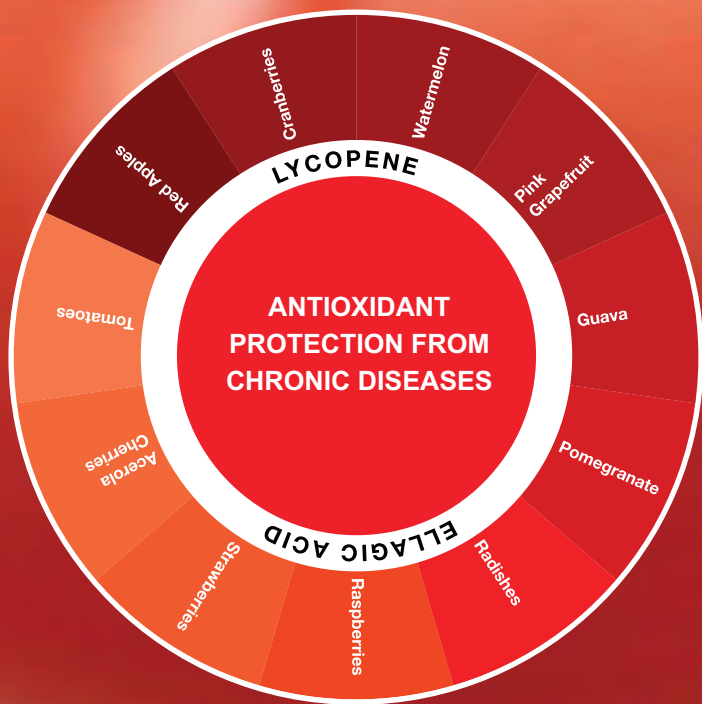 Cranberries
Watermelon
Pink
Grapefruit
Guava
Pomegranate
Radishes
Raspberries
Strawberries
Acerola
Cherries
Tomatoes
Red Apples
LYCOPENE
ANTIOXIDANT
PROTECTION FROM
CHRONIC DISEASES
ELLAGIC ACID